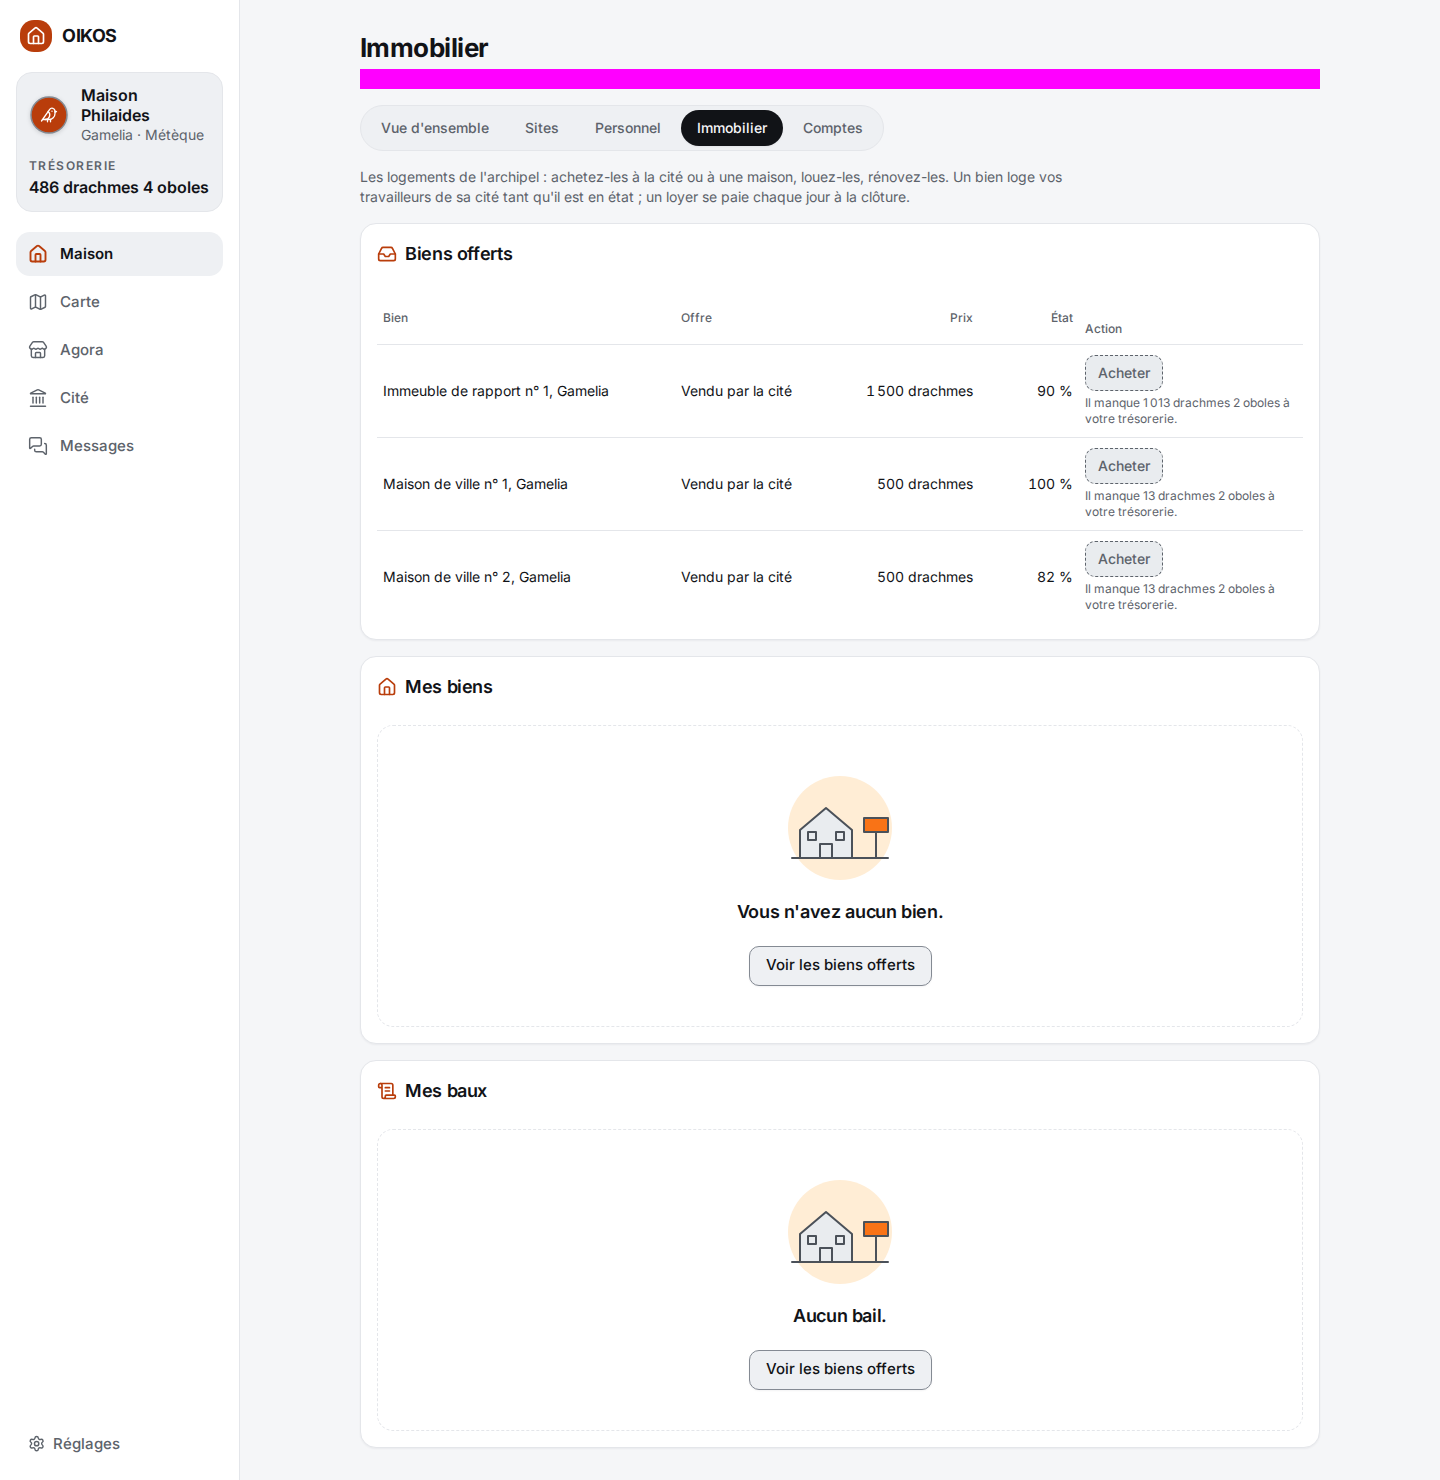 OIKOS
Maison
Philaides
Gamelia · Métèque
TRÉSORERIE
486 drachmes 4 oboles
Maison
Carte
Agora
Cité
Messages
Réglages
Immobilier
Vue d'ensemble Sites Personnel Immobilier Comptes
Les logements de l'archipel : achetez-les à la cité ou à une maison, louez-les, rénovez-les. Un bien loge vos
travailleurs de sa cité tant qu'il est en état ; un loyer se paie chaque jour à la clôture.
Biens offerts
Bien Offre Prix État Action
Immeuble de rapport n° 1, Gamelia Vendu par la cité 1 500 drachmes 90 % Acheter
Il manque 1 013 drachmes 2 oboles à
votre trésorerie.
Maison de ville n° 1, Gamelia Vendu par la cité 500 drachmes 100 % Acheter
Il manque 13 drachmes 2 oboles à
votre trésorerie.
Maison de ville n° 2, Gamelia Vendu par la cité 500 drachmes 82 % Acheter
Il manque 13 drachmes 2 oboles à
votre trésorerie.
Mes biens
Vous n'avez aucun bien.
Voir les biens offerts
Mes baux
Aucun bail.
Voir les biens offerts